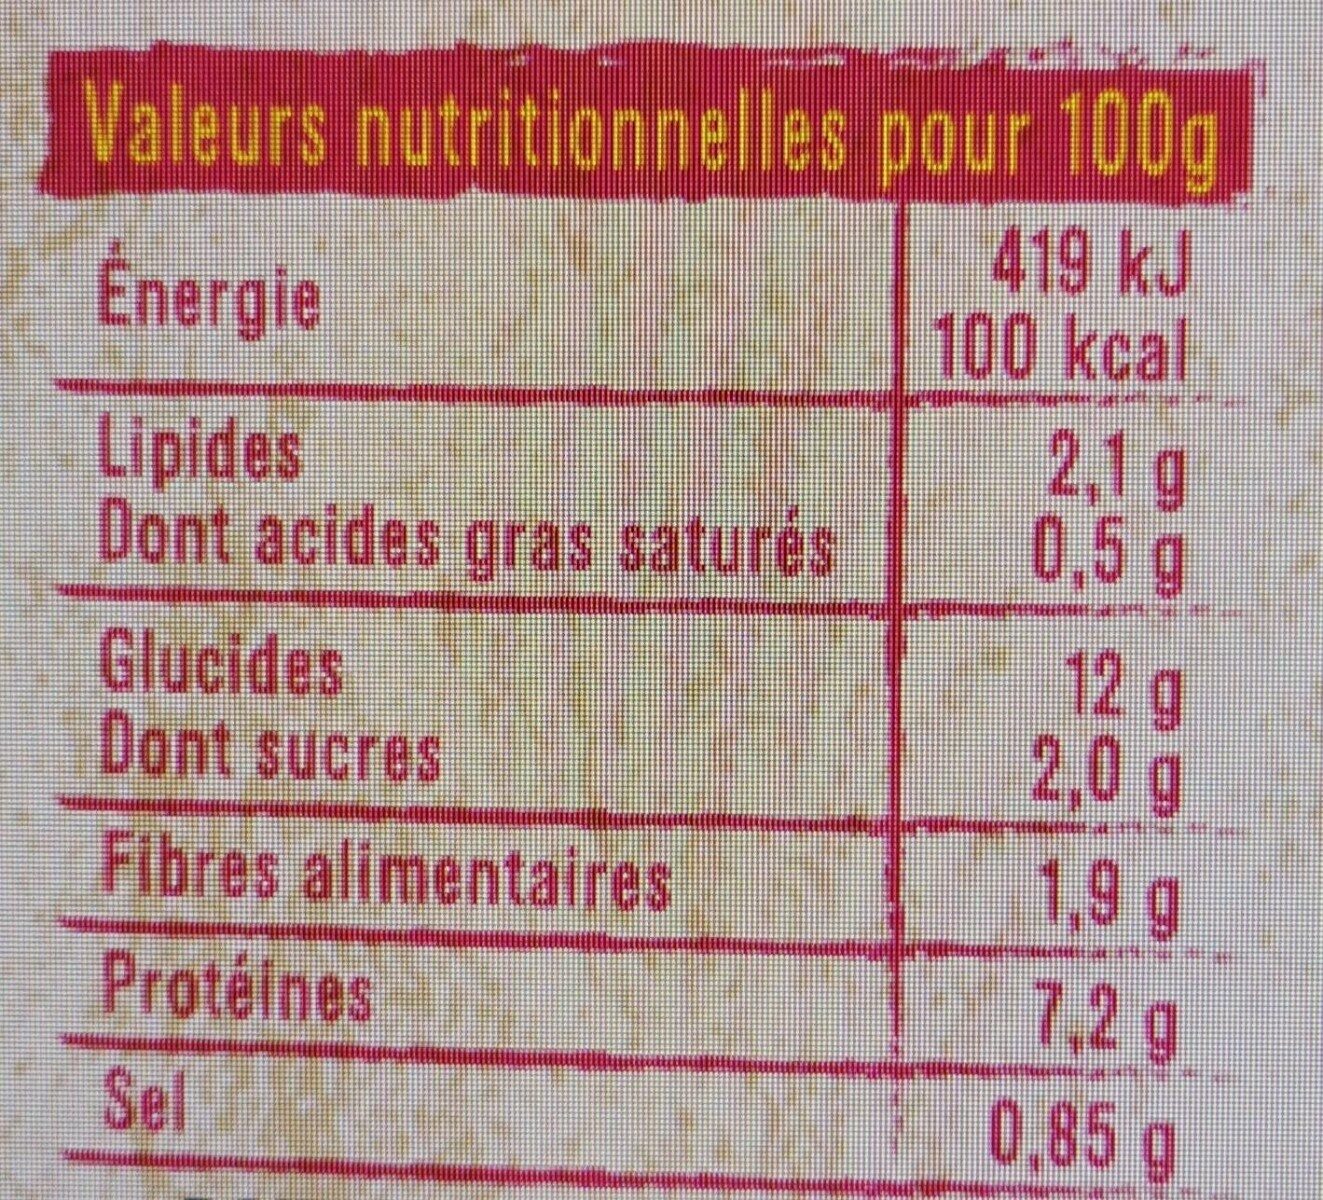 Valeurs nutritionnelles pour 100g
Énergie 419 kJ
100 kcal
Lipides 2,1 g
Dont acides gras saturés 0,5 g
Glucides 12 g
Dont sucres 2,0 g
Fibres alimentaires 1,9 g
Protéines 7,2 g
Sel 0,85 g